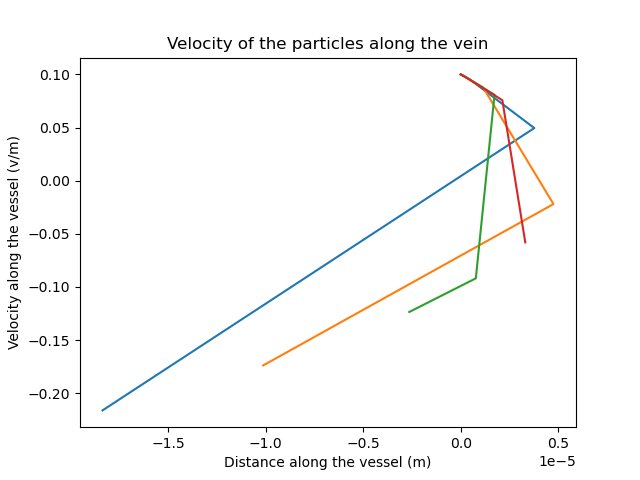 Velocity of the particles along the vein
Velocity along the vessel (v/m)
0.10
0.05
0.00
−0.05
−0.10
−0.15
−0.20
−1.5 −1.0 −0.5 0.0 0.5
1e−5
Distance along the vessel (m)